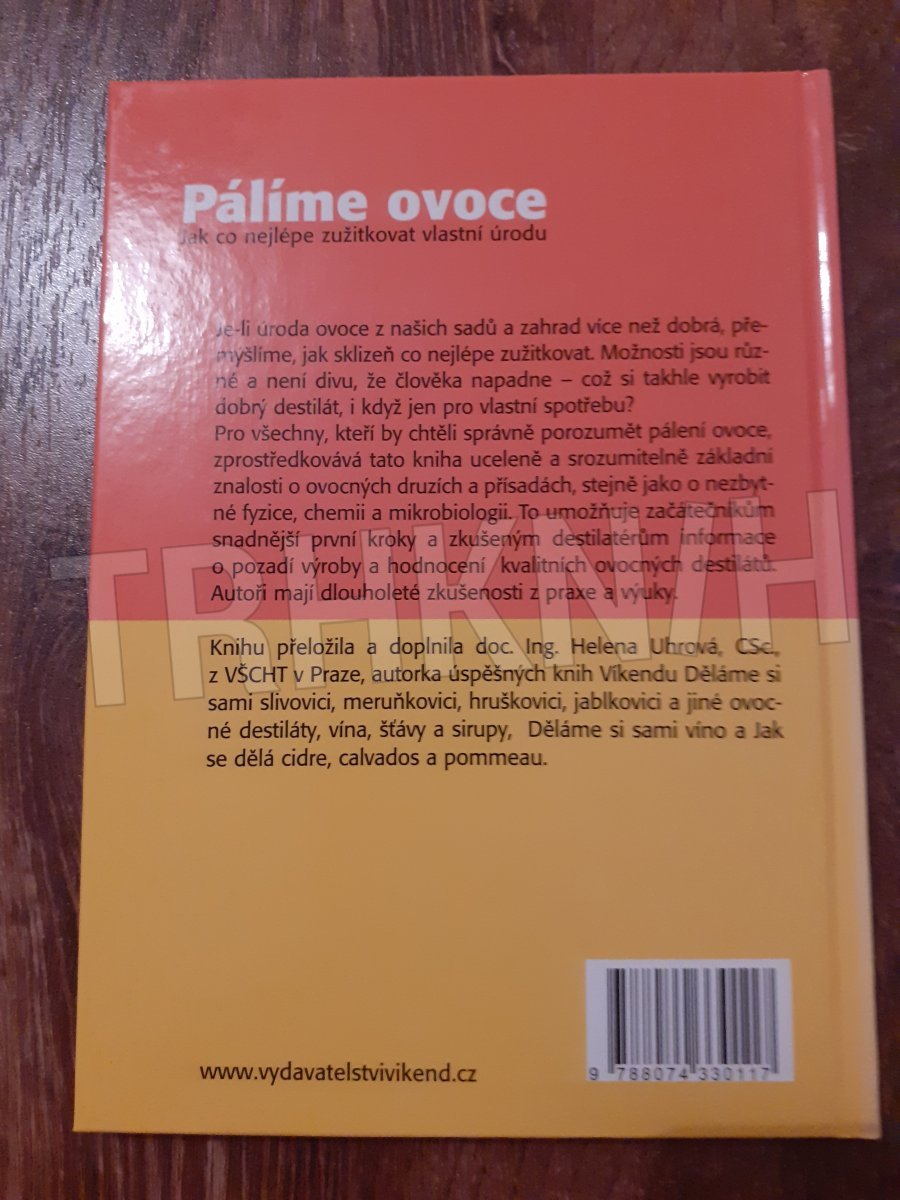 Pálíme ovoce
Jak co nejlépe zužitkovat vlastní úrodu
Je-li úroda ovoce z našich sadů a zahrad více než dobrá, pře-
mýšlíme, jak sklizeň co nejlépe zužitkovat. Možnosti jsou růz-
né a není divu, že člověka napadne – což si takhle vyrobit
dobrý destilát, i když jen pro vlastní spotřebu?
Pro všechny, kteří by chtěli správně porozumět pálení ovoce,
zprostředkovává tato kniha uceleně a srozumitelně základní
znalosti o ovocných druzích a přísadách, stejně jako o nezbyt-
né fyzice, chemii a mikrobiologii. To umožňuje začátečníkům
snadnější první kroky a zkušeným destilatérům informace
o pozadí výroby a hodnocení kvalitních ovocných destilátů.
Autoři mají dlouholeté zkušenosti z praxe a výuky.
TRHKNIH
Knihu přeložila a doplnila doc. Ing. Helena Uhrová, CSc.,
z VŠCHT v Praze, autorka úspěšných knih Víkendu Děláme si
sami slivovici, meruňkovici, hruškovici, jablkovici a jiné ovoc-
né destiláty, vína, šťávy a sirupy, Děláme si sami víno a Jak
se dělá cidre, calvados a pommeau.
www.vydavatelstvivikend.cz
9 788074 330117